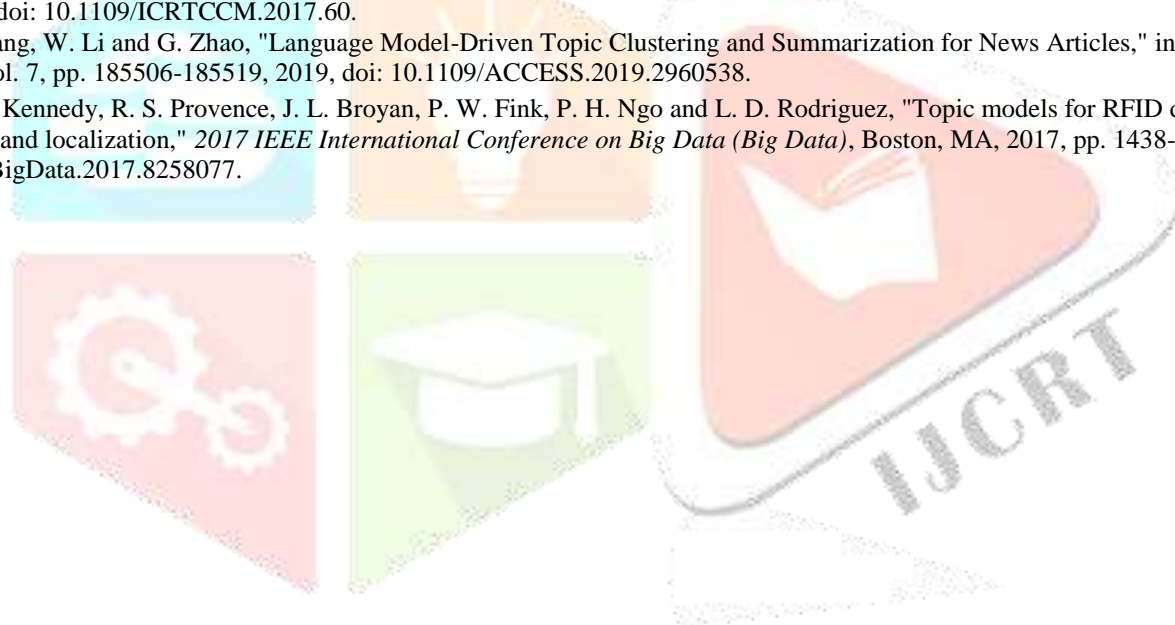 doi: 10.1109/ICRTCCM.2017.60.
ang, W. Li and G. Zhao, "Language Model-Driven Topic Clustering and Summarization for News Articles," in
ol. 7, pp. 185506-185519, 2019, doi: 10.1109/ACCESS.2019.2960538.
Kennedy, R. S. Provence, J. L. Broyan, P. W. Fink, P. H. Ngo and L. D. Rodriguez, "Topic models for RFID
and localization," 2017 IEEE International Conference on Big Data (Big Data), Boston, MA, 2017, pp. 1438-
BigData.2017.8258077.
IJCRT